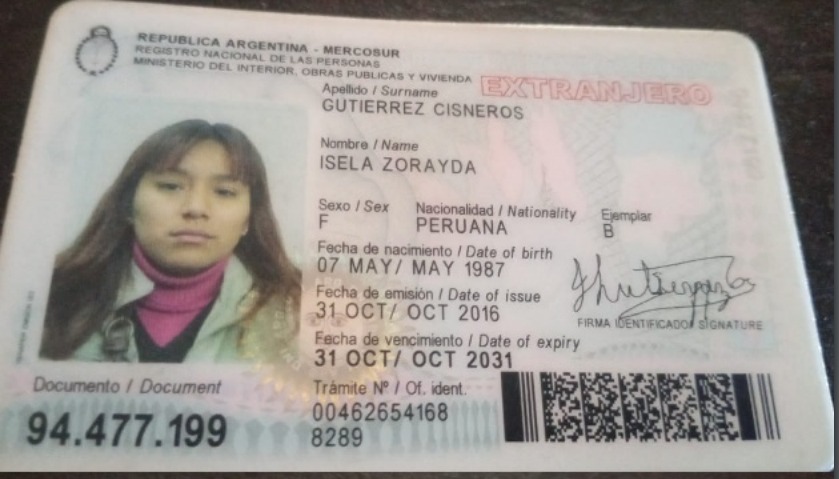 REPUBLICA ARGENTINA - MERCOSUR
REGISTRO NACIONAL DE LAS PERSONAS
MINISTERIO DEL INTERIOR, OBRAS PUBLICAS Y VIVIENDA
EXTRANJERO
Apellido / Surname
GUTIERREZ CISNEROS
Nombre / Name
ISELA ZORAYDA
Sexo / Sex Nacionalidad / Nationality Ejemplar
F PERUANA B
Fecha de nacimiento / Date of birth
07 MAY/ MAY 1987
Fecha de emisión / Date of issue
31 OCT/ OCT 2016
FIRMA IDENTIFICADO/ SIGNATURE
Fecha de vencimiento / Date of expiry
31 OCT/ OCT 2031
Documento / Document
94.477.199
Trámite Nº / Of. ident.
00462654168
8289